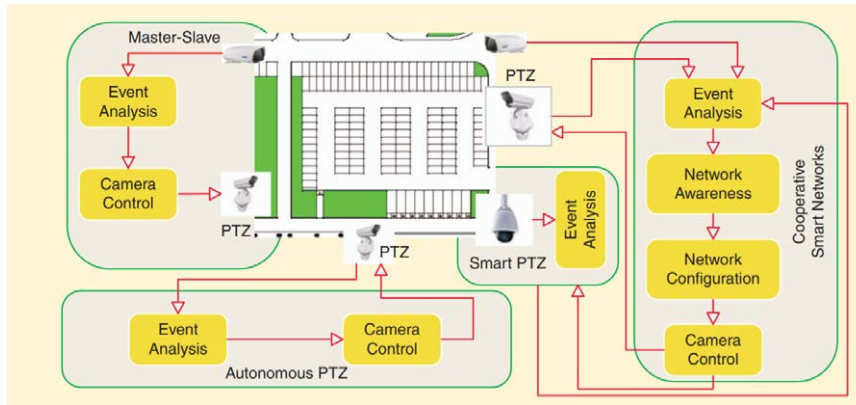 Master-Slave
Event
Analysis
Camera
Control
PTZ
PTZ
Event
Analysis
Network
Awareness
Network
Configuration
Camera
Control
Cooperative
Smart Networks
Event
Analysis
Smart PTZ
PTZ
Event
Analysis
Camera
Control
Autonomous PTZ